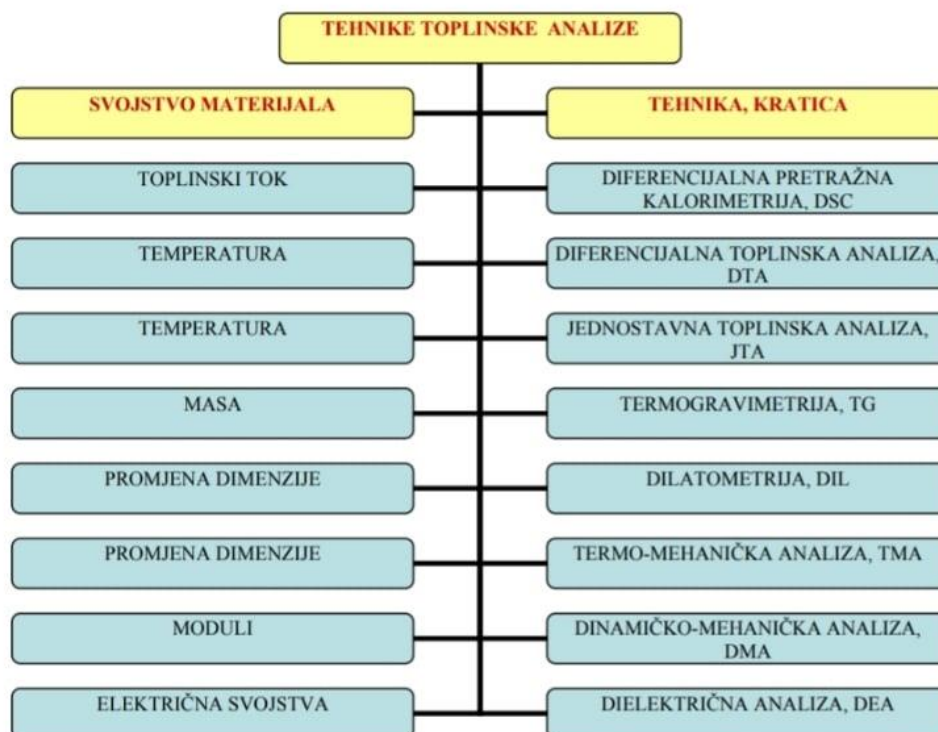 TEHNIKE TOPLINSKE ANALIZE
SVOJSTVO MATERIJALA
TEHNIKA, KRATICA
TOPLINSKI TOK
DIFERENCIJALNA PRETRAŽNA
KALORIMETRIJA, DSC
TEMPERATURA
DIFERENCIJALNA TOPLINSKA ANALIZA,
DTA
TEMPERATURA
JEDNOSTAVNA TOPLINSKA ANALIZA,
JTA
MASA
TERMOGRAVIMETRIJA, TG
PROMJENA DIMENZIJE
DILATOMETRIJA, DIL
PROMJENA DIMENZIJE
TERMO-MEHANIČKA ANALIZA, TMA
MODULI
DINAMIČKO-MEHANIČKA ANALIZA,
DMA
ELEKTRIČNA SVOJSTVA
DIELEKTRIČNA ANALIZA, DEA